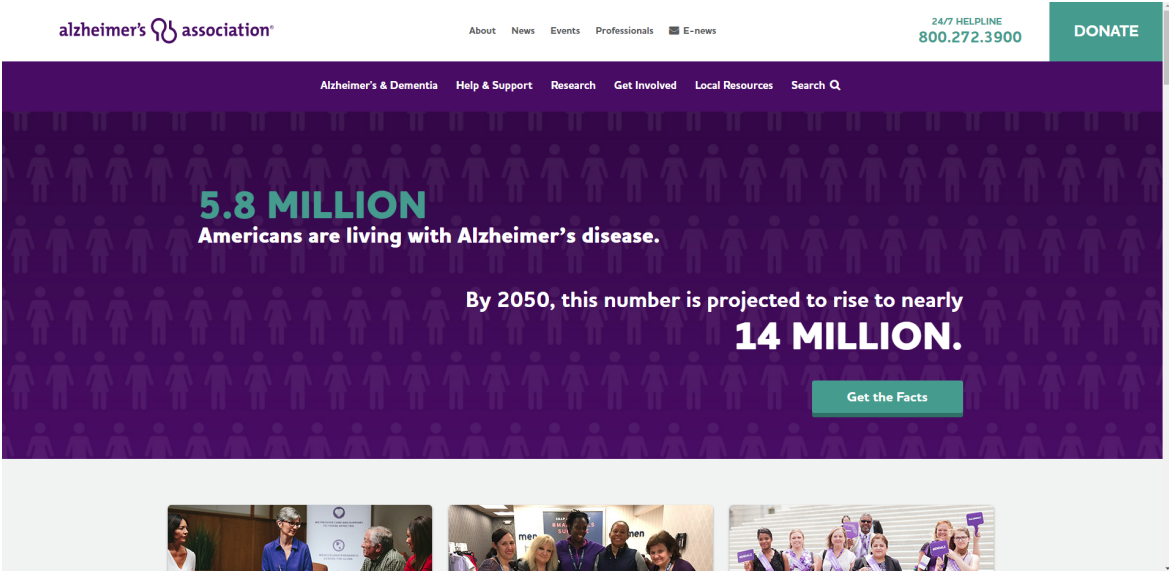 alzheimer's association®
About News Events Professionals E-news
24/7 HELPLINE
800.272.3900
DONATE
Alzheimer's & Dementia Help & Support Research Get Involved Local Resources Search
5.8 MILLION
Americans are living with Alzheimer's disease.
By 2050, this number is projected to rise to nearly
14 MILLION.
Get the Facts